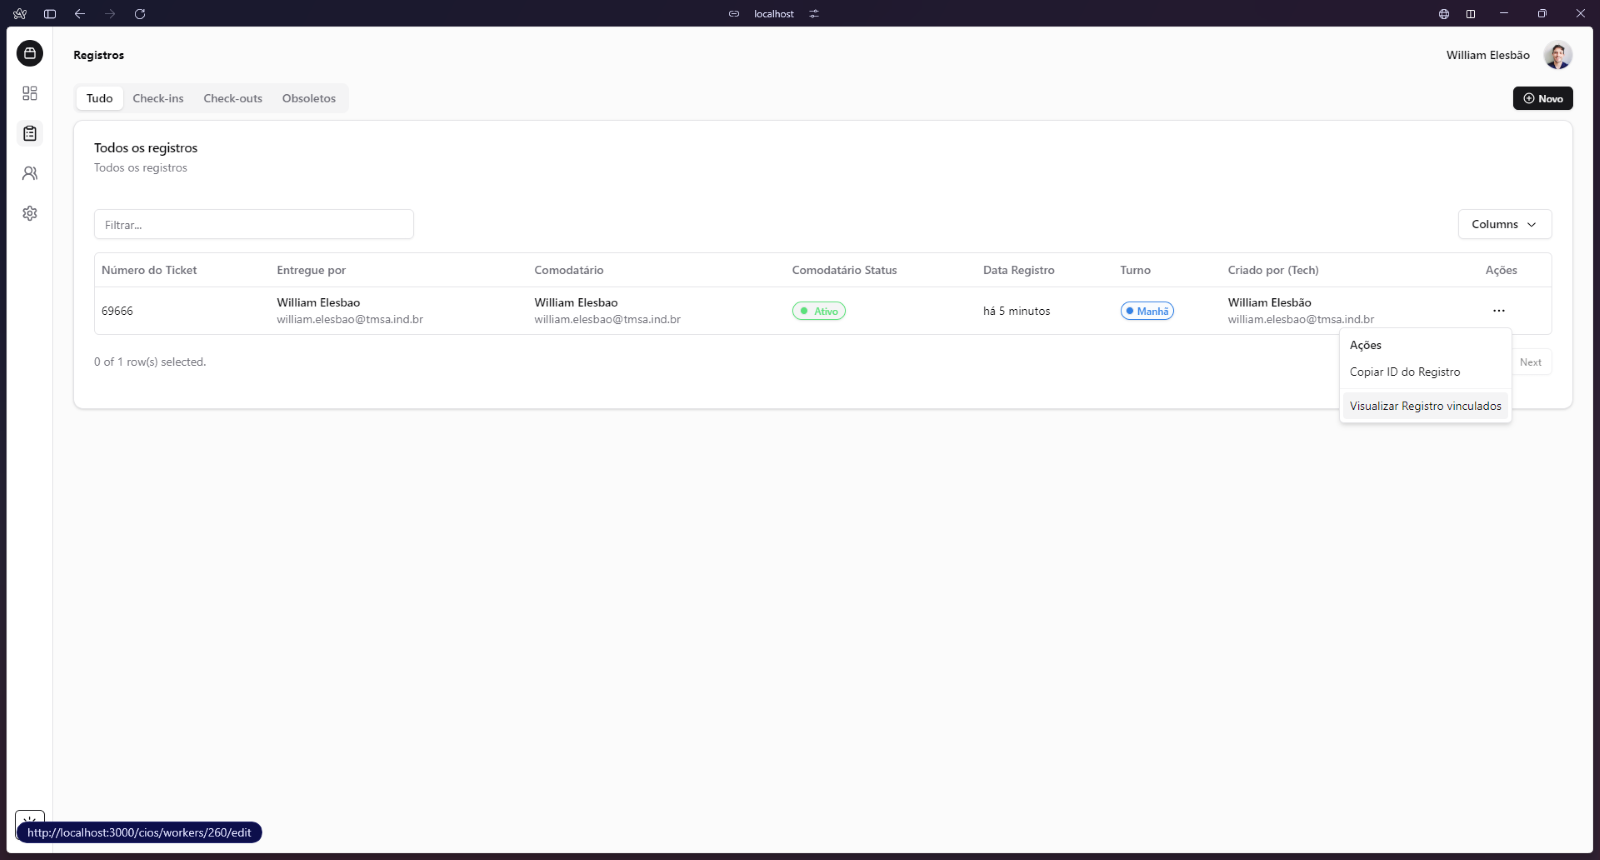 localhost
Registros
William Elesbão
Tudo
Check-ins
Check-outs
Obsoletos
Novo
Todos os registros
Todos os registros
Filtrar...
Columns
Número do Ticket
Entregue por
Comodatário
Comodatário Status
Data Registro
Turno
Criado por (Tech)
Ações
69666
William Elesbao
william.elesbao@tmsa.ind.br
William Elesbao
william.elesbao@tmsa.ind.br
Ativo
há 5 minutos
Manhã
William Elesbão
william.elesbao@tmsa.ind.br
0 of 1 row(s) selected.
Next
Ações
Copiar ID do Registro
Visualizar Registro vinculados
http://localhost:3000/cios/workers/260/edit